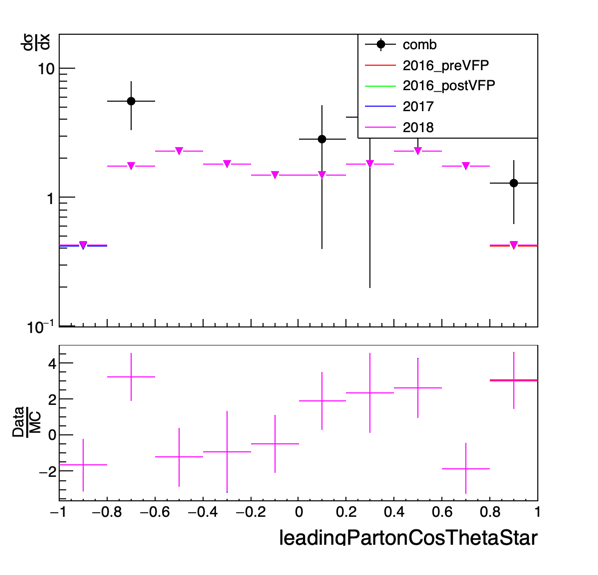 dσ
dx
10
1
10⁻¹
comb
2016_preVFP
2016_postVFP
2017
2018
Data
MC
4
2
0
−2
−1 −0.8 −0.6 −0.4 −0.2 0 0.2 0.4 0.6 0.8 1
leadingPartonCosThetaStar